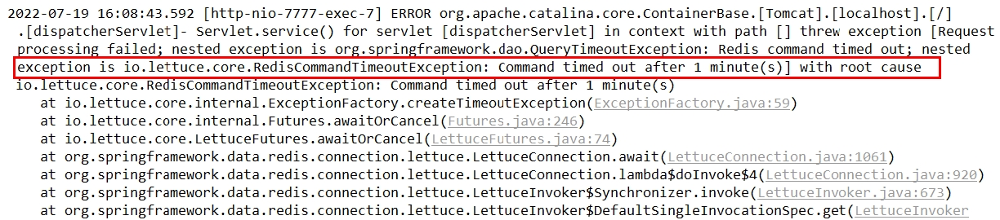 2022-07-19 16:08:43.592 [http-nio-7777-exec-7] ERROR org.apache.catalina.core.ContainerBase.[Tomcat].[localhost].[/]
.[dispatcherServlet]- Servlet.service() for servlet [dispatcherServlet] in context with path [] threw exception [Request
processing failed; nested exception is org.springframework.dao.QueryTimeoutException: Redis command timed out; nested
exception is io.lettuce.core.RedisCommandTimeoutException: Command timed out after 1 minute(s)] with root cause
io.lettuce.core.RedisCommandTimeoutException: Command timed out after 1 minute(s)
at io.lettuce.core.internal.ExceptionFactory.createTimeoutException(ExceptionFactory.java:59)
at io.lettuce.core.internal.Futures.awaitOrCancel(Futures.java:246)
at io.lettuce.core.LettuceFutures.awaitOrCancel(LettuceFutures.java:74)
at org.springframework.data.redis.connection.lettuce.LettuceConnection.await(LettuceConnection.java:1061)
at org.springframework.data.redis.connection.lettuce.LettuceConnection.lambda$doInvoke$4(LettuceConnection.java:920)
at org.springframework.data.redis.connection.lettuce.LettuceInvoker$Synchronizer.invoke(LettuceInvoker.java:673)
at org.springframework.data.redis.connection.lettuce.LettuceInvoker$DefaultSingleInvocationSpec.get(LettuceInvoker